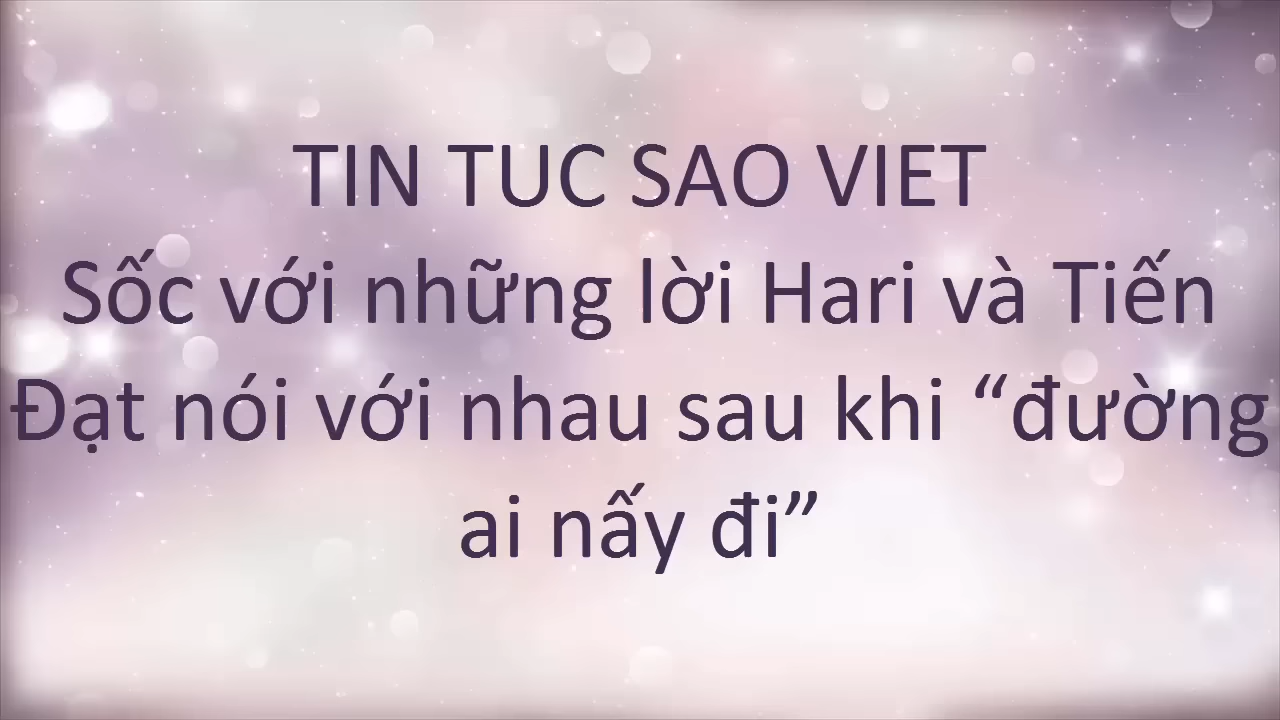 TIN TUC SAO VIET
Sốc với những lời Hari và Tiến
Đạt nói với nhau sau khi “đường
ai nấy đi”